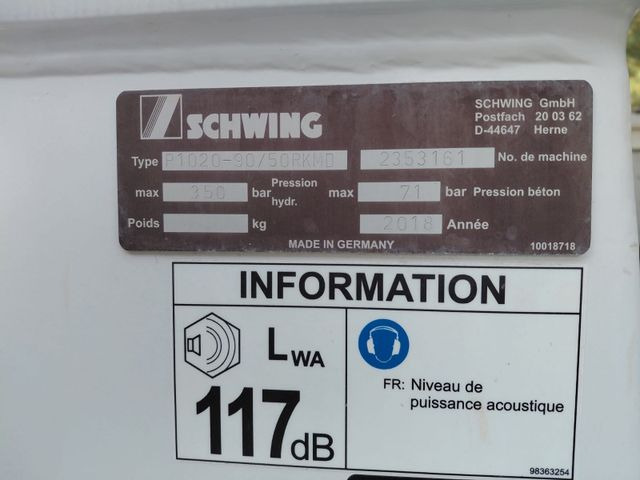 SCHWING
SCHWING GmbH
Postfach 20 03 62
D-44647 Herne
Type P1020-90/50RKMD 2353161 No. de machine
max 350 bar Pression hydr. max 71 bar Pression béton
Poids kg 2018 Année
MADE IN GERMANY 10018718
INFORMATION
LWA
117dB
FR: Niveau de
puissance acoustique
98363254